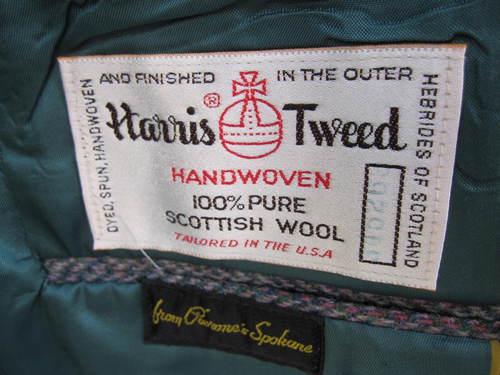 DYED, SPUN, HANDWOVEN
AND FINISHED IN THE OUTER
HEBRIDES OF SCOTLAND
Harris® Tweed
HANDWOVEN
100% PURE
SCOTTISH WOOL
TAILORED IN THE U.S.A
from Spokane